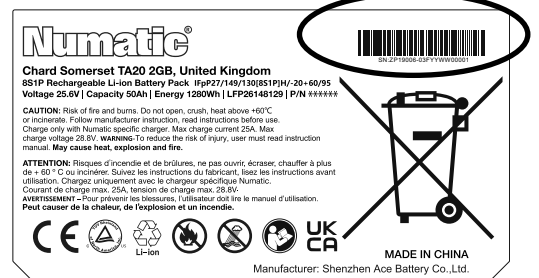 Numatic®
SN:ZP19006-03FYYWW00001
Chard Somerset TA20 2GB, United Kingdom
8S1P Rechargeable Li-ion Battery Pack IFpP27/149/130[8S1P]H/-20+60/95
Voltage 25.6V | Capacity 50Ah | Energy 1280Wh | LFP26148129 | P/N ******
CAUTION: Risk of fire and burns. Do not open, crush, heat above +60℃
or incinerate. Follow manufacturer instruction, read instructions before use.
Charge only with Numatic specific charger. Max charge current 25A. Max
charge voltage 28.8V. WARNING-To reduce the risk of injury, user must read instruction
manual. May cause heat, explosion and fire.
ATTENTION: Risques d'incendie et de brûlures, ne pas ouvrir, écraser, chauffer à plus
de + 60 ° C ou incinérer. Suivez les instructions du fabricant, lisez les instructions avant
utilisation. Chargez uniquement avec le chargeur spécifique Numatic.
Courant de charge max. 25A, tension de charge max. 28.8V·
AVERTISSEMENT – Pour prévenir les blessures, l'utilisateur doit lire le manuel d'utilisation.
Peut causer de la chaleur, de l'explosion et un incendie.
CE
Li-ion
UK
CA
MADE IN CHINA
Manufacturer: Shenzhen Ace Battery Co.,Ltd.